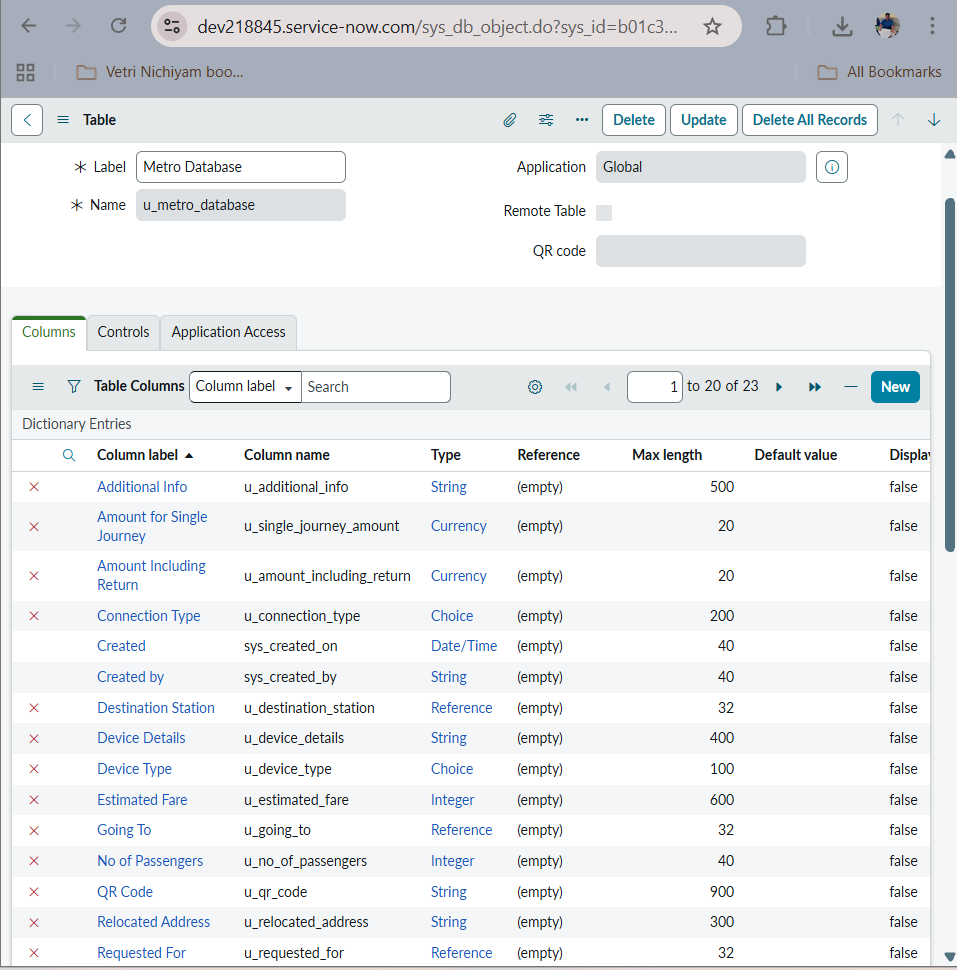 dev218845.service-now.com/sys_db_object.do?sys_id=b01c3...
Vetri Nichiyam boo...
All Bookmarks
Table
Delete
Update
Delete All Records
Label
Metro Database
Application
Global
Name
u_metro_database
Remote Table
QR code
Columns
Controls
Application Access
Table Columns
Column label
Search
1 to 20 of 23
New
Dictionary Entries
Column label Column name Type Reference Max length Default value Display
Additional Info u_additional_info String (empty) 500 false
Amount for Single
Journey u_single_journey_amount Currency (empty) 20 false
Amount Including
Return u_amount_including_return Currency (empty) 20 false
Connection Type u_connection_type Choice (empty) 200 false
Created sys_created_on Date/Time (empty) 40 false
Created by sys_created_by String (empty) 40 false
Destination Station u_destination_station Reference (empty) 32 false
Device Details u_device_details String (empty) 400 false
Device Type u_device_type Choice (empty) 100 false
Estimated Fare u_estimated_fare Integer (empty) 600 false
Going To u_going_to Reference (empty) 32 false
No of Passengers u_no_of_passengers Integer (empty) 40 false
QR Code u_qr_code String (empty) 900 false
Relocated Address u_relocated_address String (empty) 300 false
Requested For u_requested_for Reference (empty) 32 false